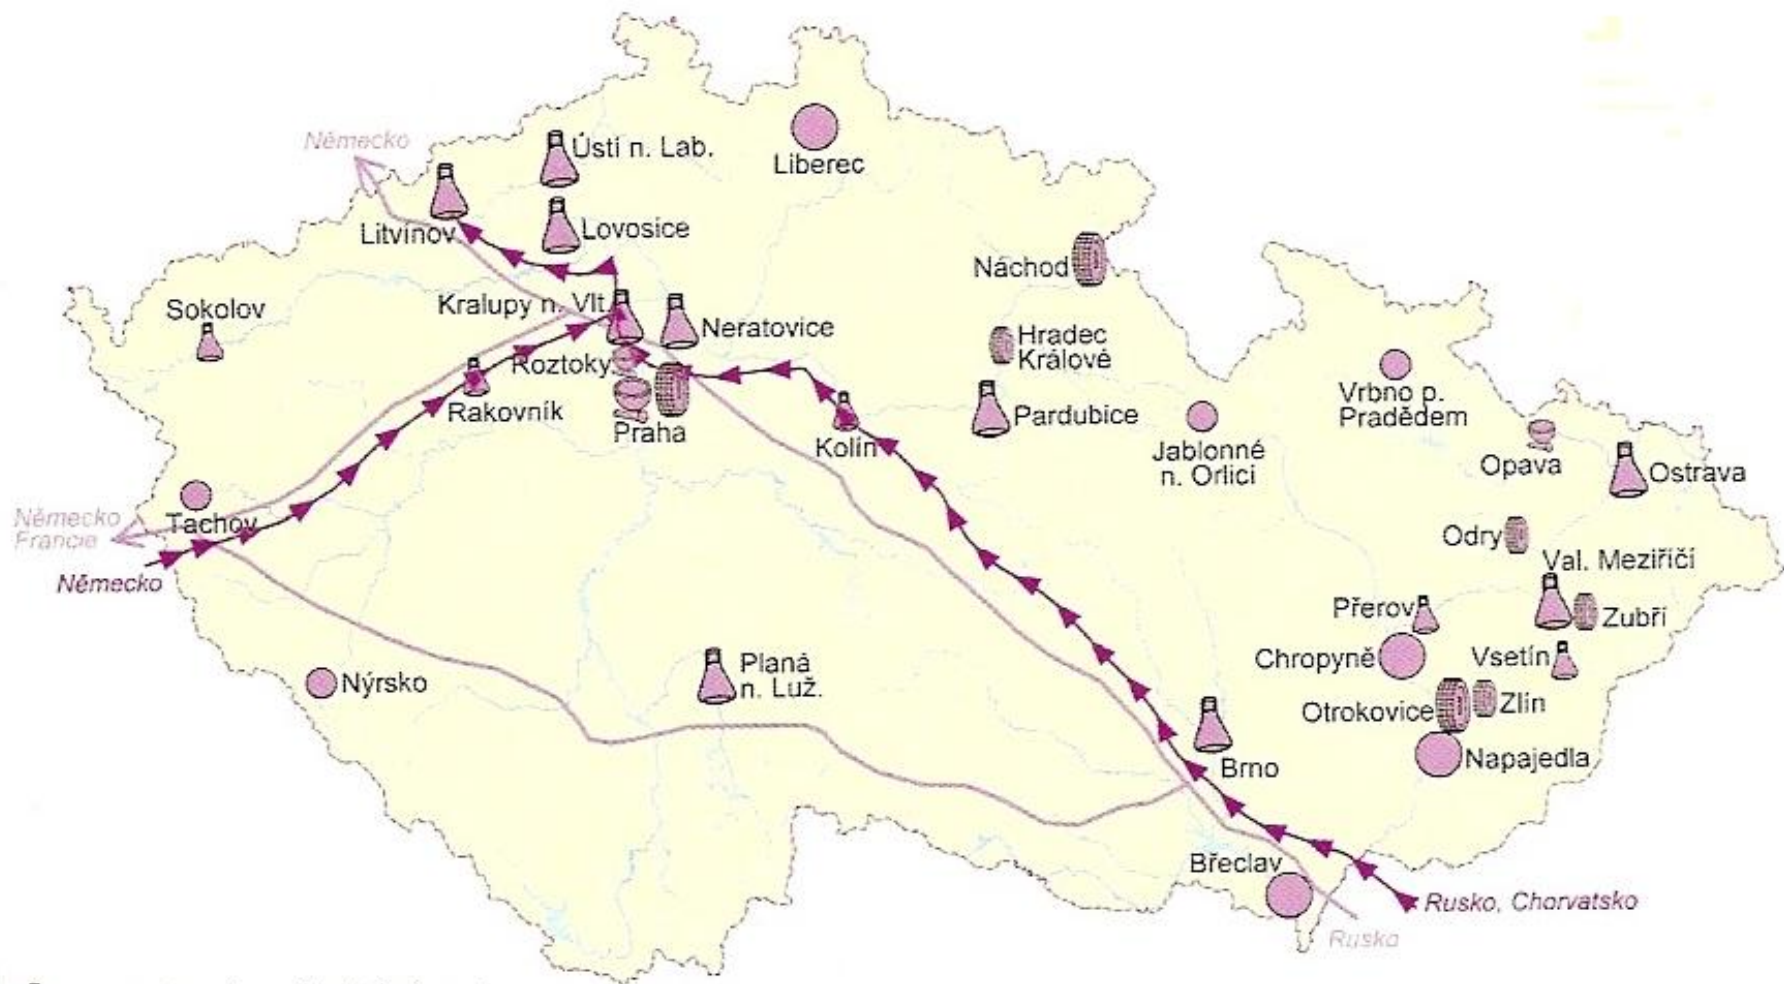 Německo
Ústí n. Lab.
Liberec
Litvínov
Lovosice
Náchod
Sokolov
Kralupy n. Vlt.
Neratovice
Hradec
Králové
Roztoky
Rakovník
Praha
Kolín
Pardubice
Jablonné
n. Orlicí
Vrbno p.
Pradědem
Opava
Ostrava
Německo
Francie
Tachov
Německo
Odry
Val. Meziříčí
Přerov
Zubří
Chropyně
Vsetín
Nýrsko
Planá
n. Luž.
Otrokovice
Zlín
Brno
Napajedla
Břeclav
Rusko, Chorvatsko
Rusko